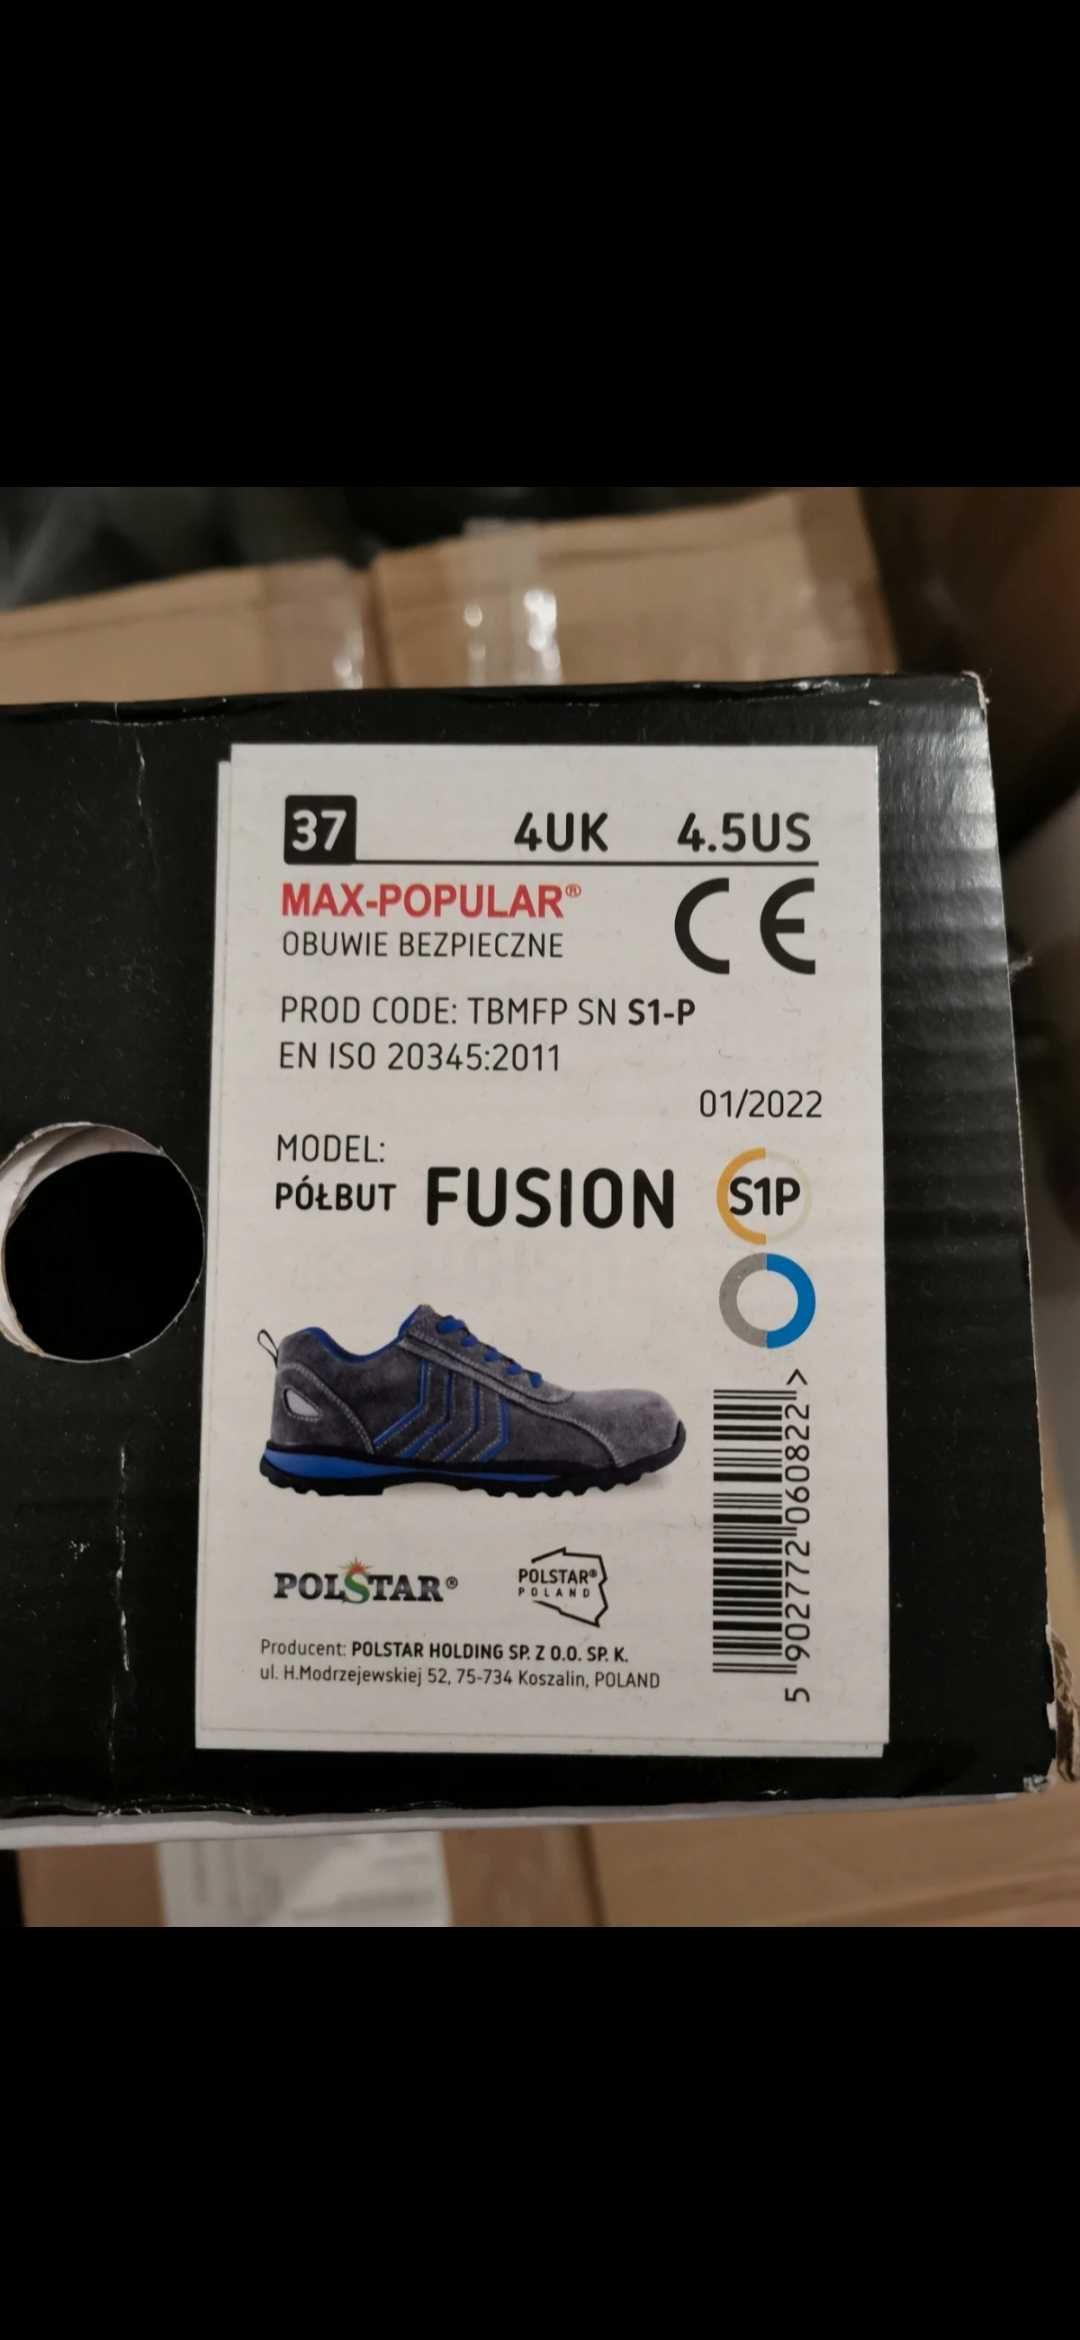 37 4UK 4.5US
MAX-POPULAR®
OBUWIE BEZPIECZNE
CE
PROD CODE: TBMFP SN S1-P
EN ISO 20345:2011
01/2022
MODEL:
PÓŁBUT FUSION S1P
POLSTAR®
POLSTAR®
POLAND
Producent: POLSTAR HOLDING SP. Z O.O. SP. K.
ul. H.Modrzejewskiej 52, 75-734 Koszalin, POLAND
5 902772 060822 >